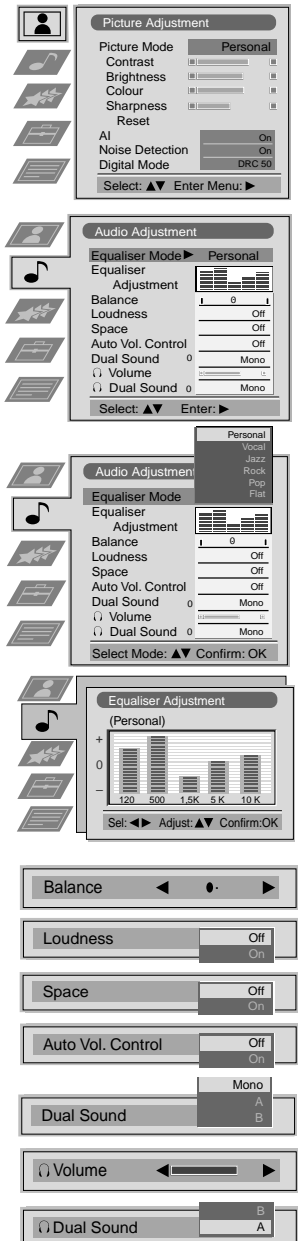 Picture Adjustment
Picture Mode Personal
Contrast
Brightness
Colour
Sharpness
Reset
AI On
Noise Detection On
Digital Mode DRC 50
Select: ▲▼ Enter Menu: ▶
Audio Adjustment
Equaliser Mode▶ Personal
Equaliser
Adjustment
Balance 0
Loudness Off
Space Off
Auto Vol. Control Off
Dual Sound 0 Mono
Volume
Dual Sound 0 Mono
Select: ▲▼ Enter: ▶
Personal
Vocal
Jazz
Rock
Pop
Flat
Audio Adjustment
Equaliser Mode
Equaliser
Adjustment
Balance 0
Loudness Off
Space Off
Auto Vol. Control Off
Dual Sound 0 Mono
Volume
Dual Sound 0 Mono
Select Mode: ▲▼ Confirm: OK
Equaliser Adjustment
(Personal)
+
0
–
120 500 1,5K 5 K 10 K
Sel: ◀▶ Adjust: ▲▼ Confirm:OK
Balance ◀ ▶
Loudness Off
On
Space Off
On
Auto Vol. Control Off
On
Mono
A
Dual Sound B
Volume ◀ ▶
B
Dual Sound A